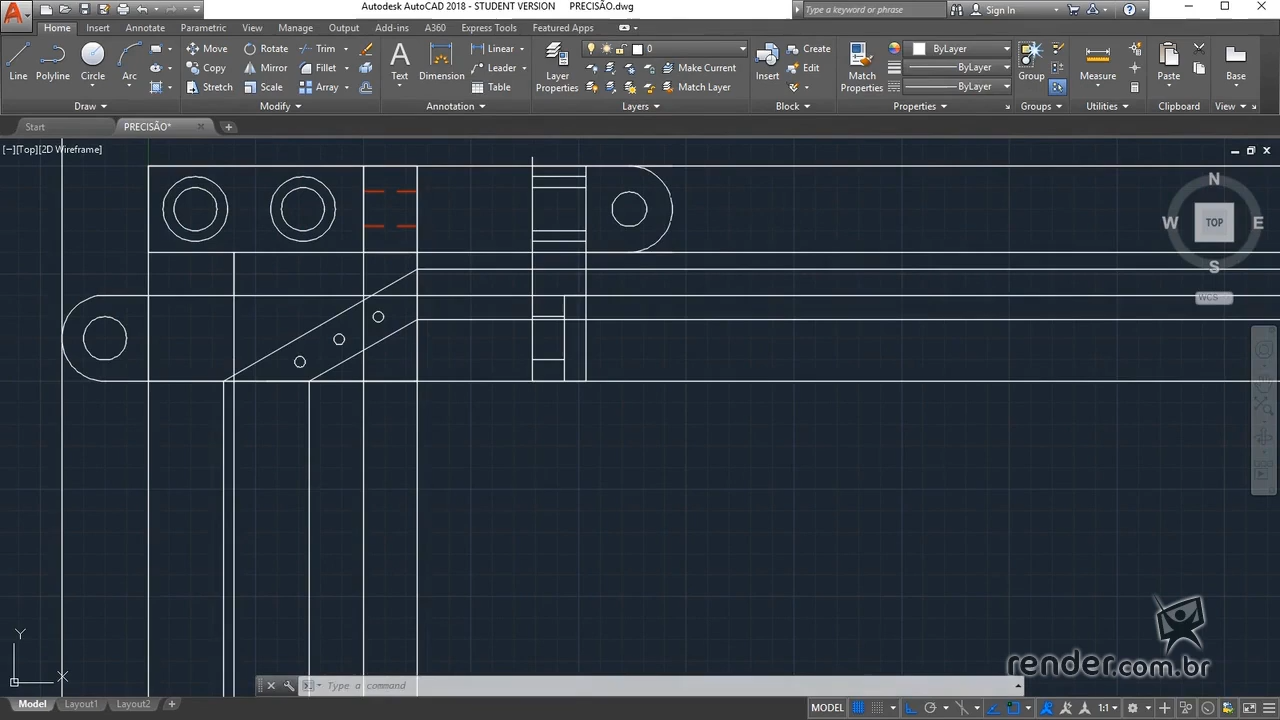 Autodesk AutoCAD 2018 - STUDENT VERSION PRECISÃO.dwg
Type a keyword or phrase
Sign In
Home Insert Annotate Parametric View Manage Output Add-ins A360 Express Tools Featured Apps
Line Polyline Circle Arc
Move Rotate Trim
Copy Mirror Fillet
Stretch Scale Array
Text Dimension
Linear
Leader
Table
Layer Properties
0
Make Current
Match Layer
Insert
Create
Edit
Match Properties
ByLayer
ByLayer
ByLayer
Group
Measure
Paste
Base
Draw Modify Annotation Layers Block Properties Groups Utilities Clipboard View
Start PRECISÃO*
[−][Top][2D Wireframe]
N
W TOP E
S
WCS
Y
X
render.com.br
Type a command
Model Layout1 Layout2
MODEL 1:1